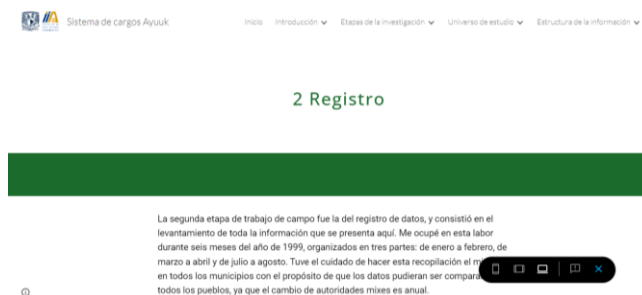 Sistema de cargos Ayuuk
Inicio Introducción Etapas de la investigación Universo de estudio Estructura de la información
2 Registro
La segunda etapa de trabajo de campo fue la del registro de datos, y consistió en el
levantamiento de toda la información que se presenta aquí. Me ocupé en esta labor
durante seis meses del año de 1999, organizados en tres partes: de enero a febrero, de
marzo a abril y de julio a agosto. Tuve el cuidado de hacer esta recopilación el
en todos los municipios con el propósito de que los datos pudieran ser
todos los pueblos, ya que el cambio de autoridades mixes es anual.